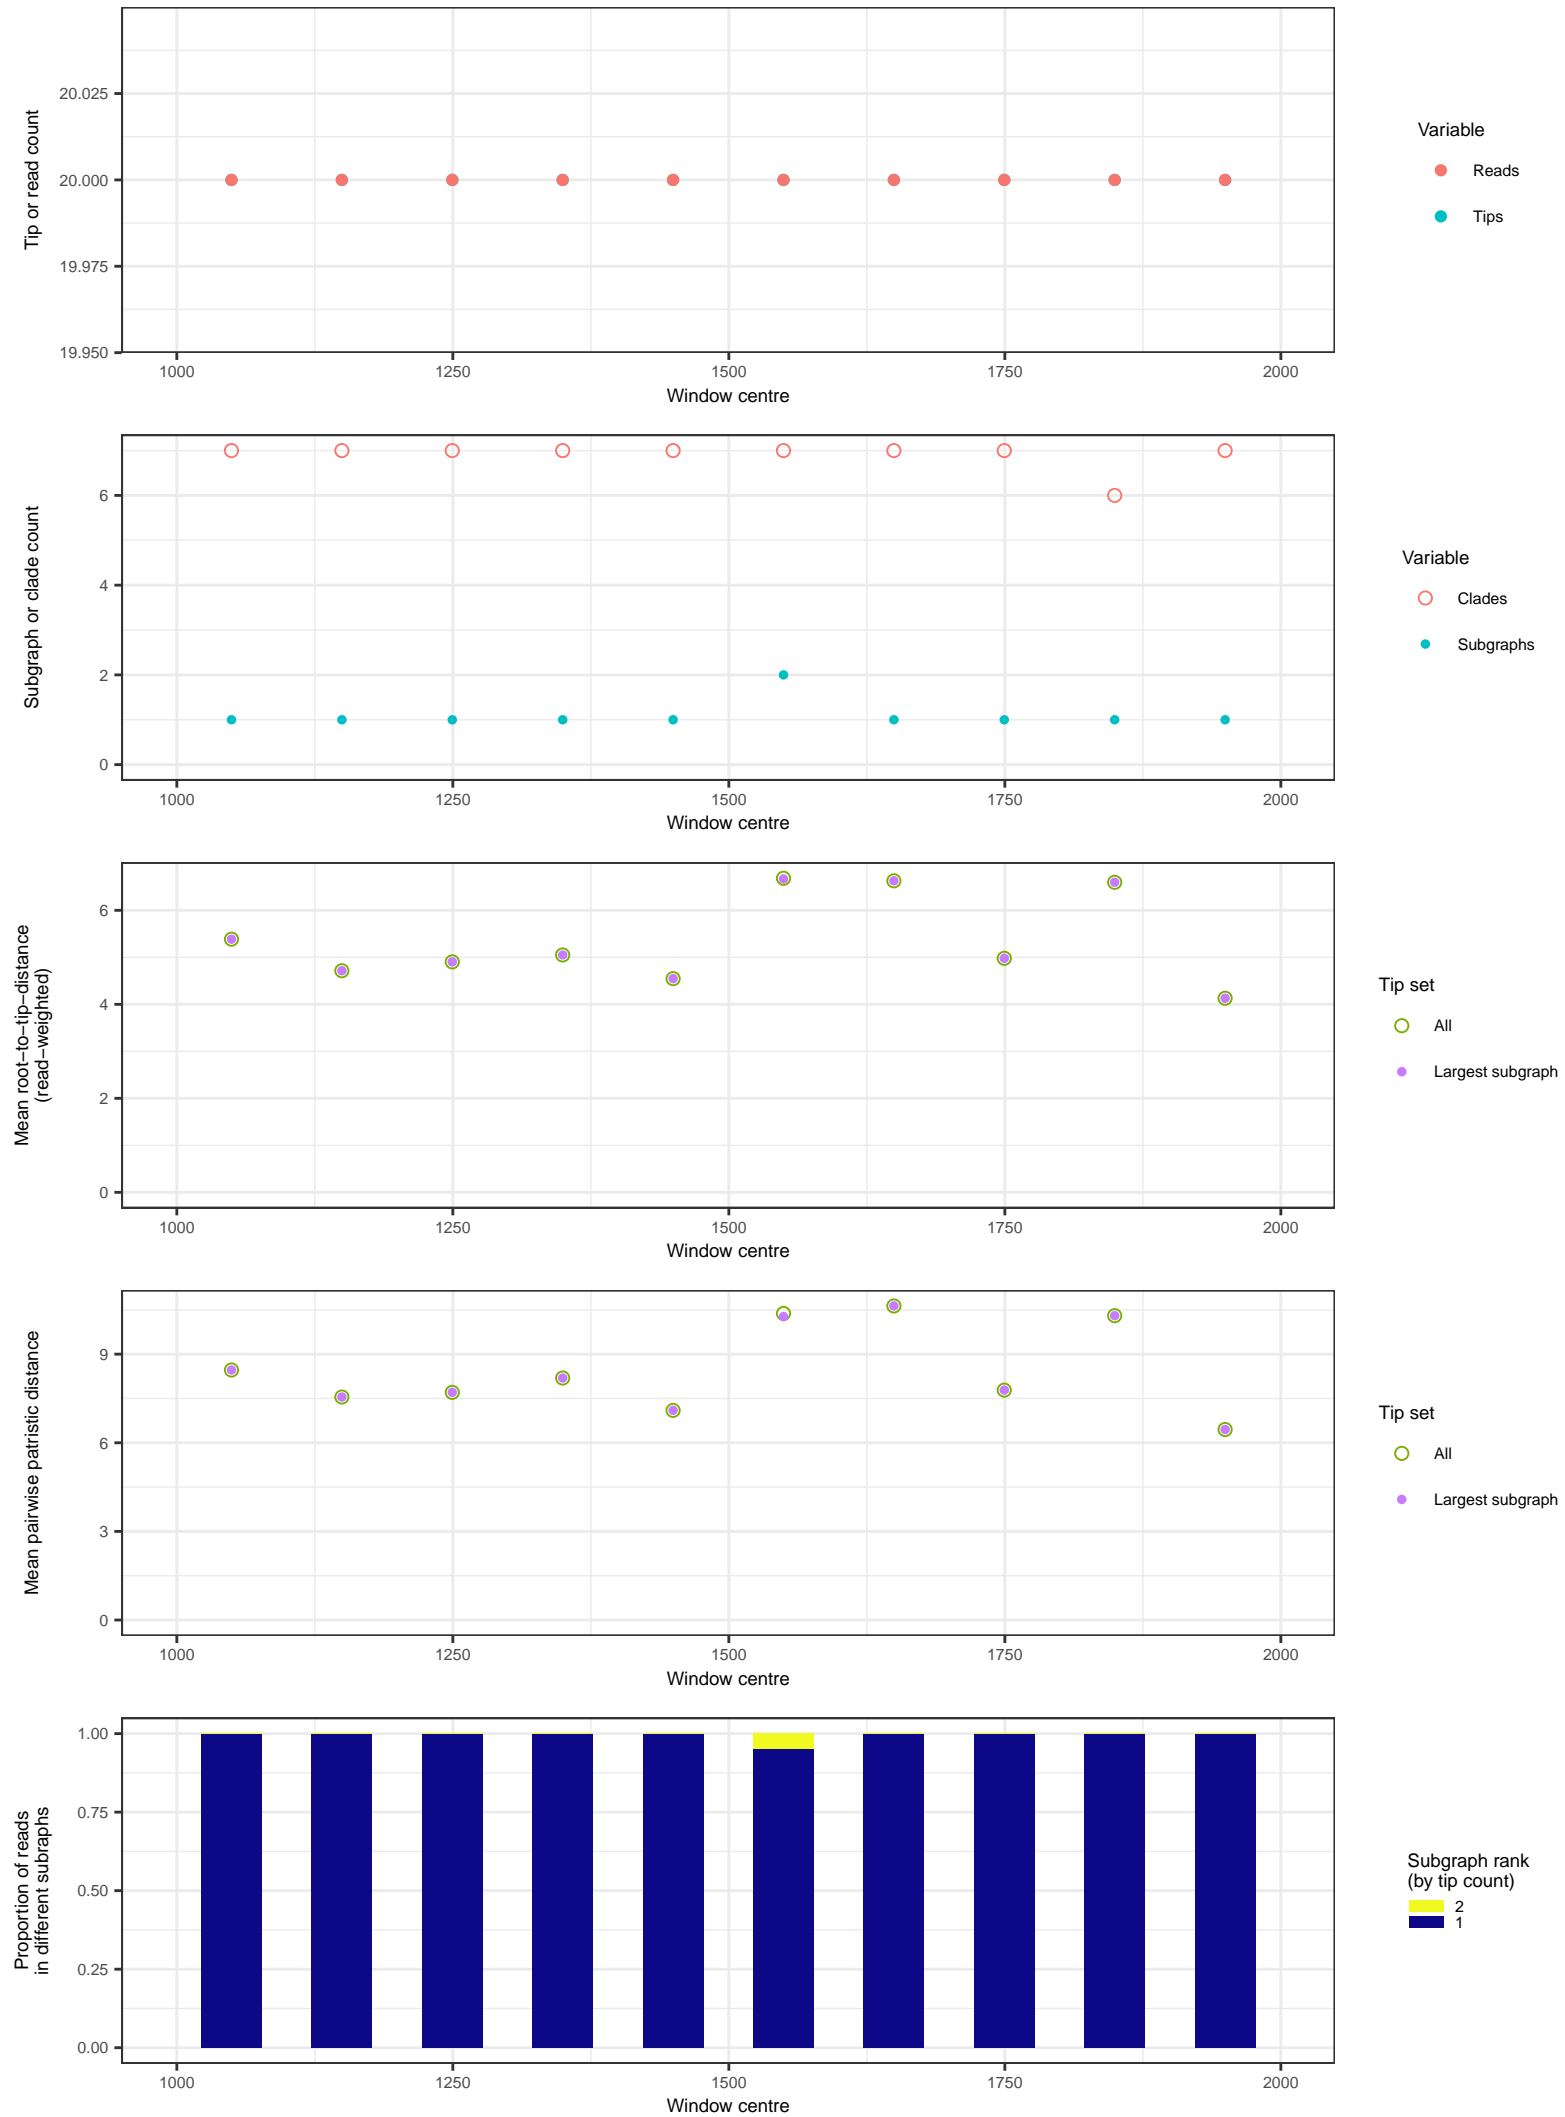 Tip or read count
20.025
20.000
19.975
19.950
1000 1250 1500 1750 2000
Window centre
Variable
Reads
Tips
Subgraph or clade count
6
4
2
0
1000 1250 1500 1750 2000
Window centre
Variable
Clades
Subgraphs
Mean root−to−tip−distance
(read−weighted)
6
4
2
0
1000 1250 1500 1750 2000
Window centre
Tip set
All
Largest subgraph
Mean pairwise patristic distance
9
6
3
0
1000 1250 1500 1750 2000
Window centre
Tip set
All
Largest subgraph
Proportion of reads
in different subraphs
1.00
0.75
0.50
0.25
0.00
1000 1250 1500 1750 2000
Window centre
Subgraph rank
(by tip count)
2
1